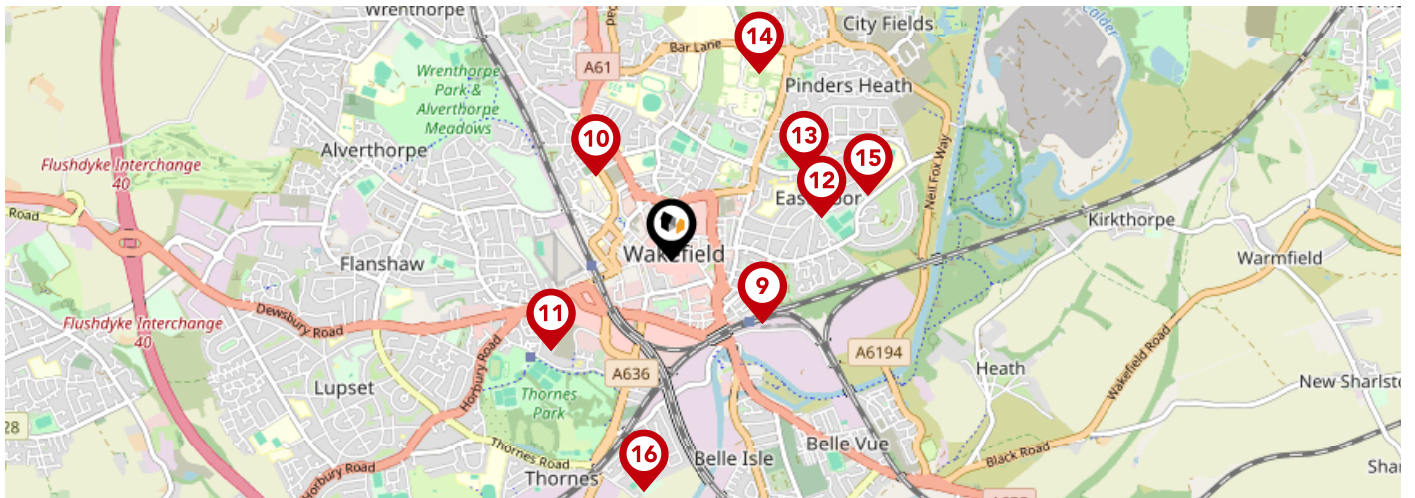 Wrenthorpe
City Fields
Calder
14
Bar Lane
A61
Wrenthorpe
Park &
Alverthorpe
Meadows
Pinders Heath
10
13
15
12
Alverthorpe
Flushdyke Interchange
40
Neil Fox Way
Road
Kirkthorpe
Wakefield
Flanshaw
Warmfield
9
Dewsbury Road
11
Flushdyke Interchange
40
A6194
A636
Heath
Wakefield Road
Lupset
Horbury Road
Thornes
Park
New Sharlsto
28
Belle Vue
Thornes Road
16
Belle Isle
Black Road
Thornes
Horbury Road
Sha